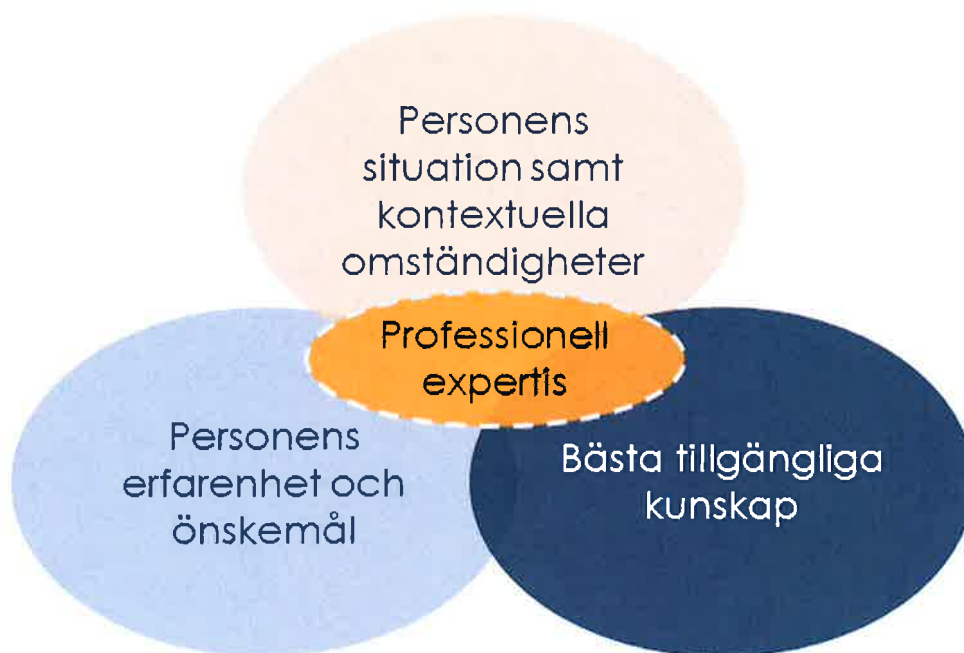 Personens
situation samt
kontextuella
omständigheter
Professionell
expertis
Personens
erfarenhet och
önskemål
Bästa tillgängliga
kunskap